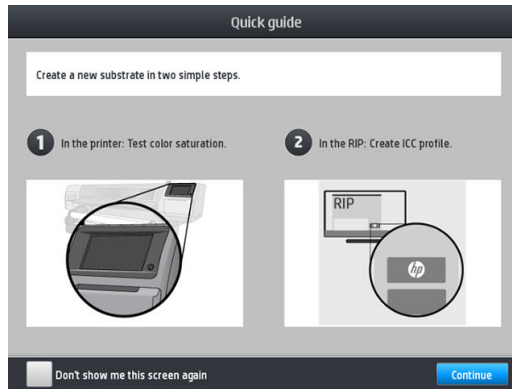 Quick guide
Create a new substrate in two simple steps.
1 In the printer: Test color saturation.
2 In the RIP: Create ICC profile.
RIP
hp
Don't show me this screen again
Continue